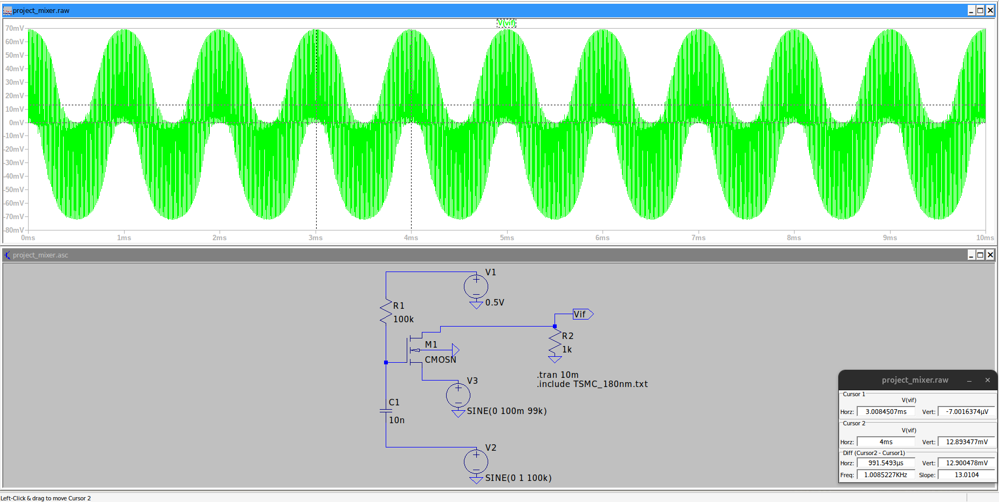 project_mixer.raw
V(vif)
70mV
60mV
50mV
40mV
30mV
20mV
10mV
0mV
-10mV
-20mV
-30mV
-40mV
-50mV
-60mV
-70mV
-80mV
0ms 1ms 2ms 3ms 4ms 5ms 6ms 7ms 8ms 9ms 10ms
project_mixer.asc
V1
0.5V
R1
100k
Vif
R2
1k
M1
CMOSN
.tran 10m
.include TSMC_180nm.txt
V3
SINE(0 100m 99k)
C1
10n
V2
SINE(0 1 100k)
project_mixer.raw
Cursor 1
V(vif)
Horz: 3.0084507ms Vert: -7.0016374µV
Cursor 2
V(vif)
Horz: 4ms Vert: 12.893477mV
Diff (Cursor2 - Cursor1)
Horz: 991.5493µs Vert: 12.900478mV
Freq: 1.0085227KHz Slope: 13.0104
Left-Click & drag to move Cursor 2